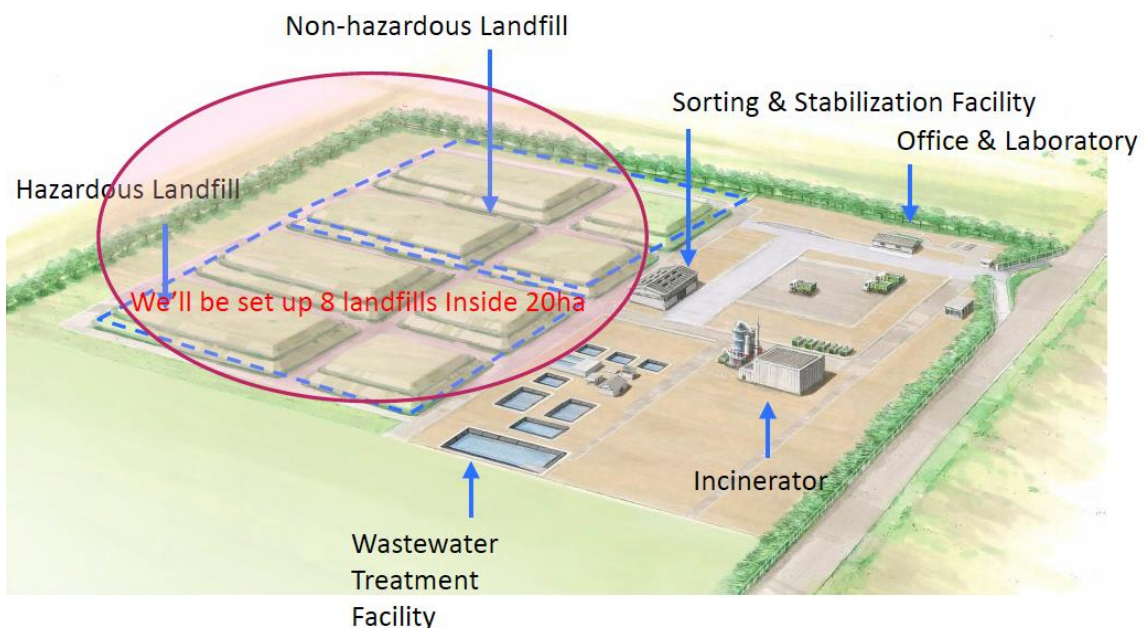 Non-hazardous Landfill
Sorting & Stabilization Facility
Office & Laboratory
Hazardous Landfill
We'll be set up 8 landfills Inside 20ha
Incinerator
Wastewater
Treatment
Facility